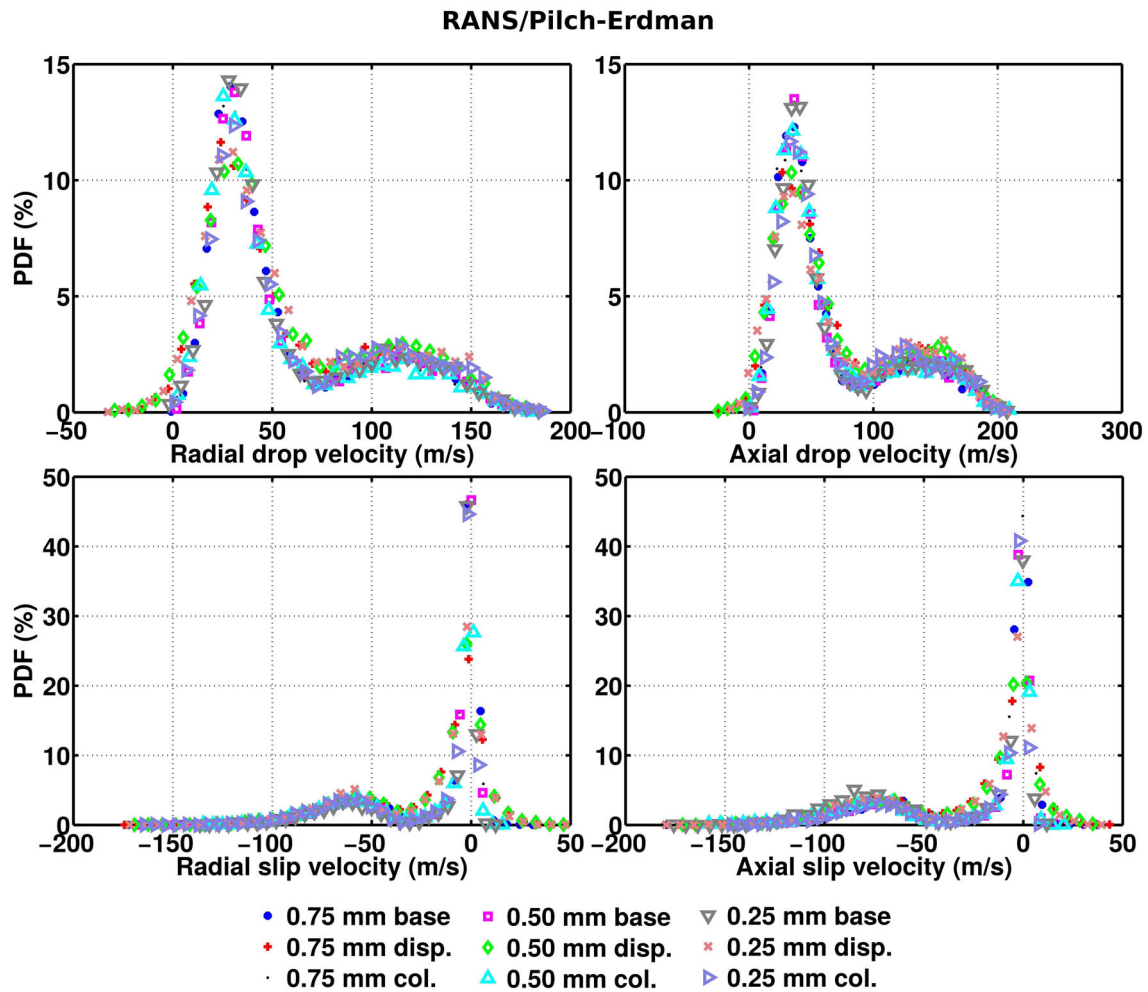 RANS/Pilch-Erdman
PDF (%)
15
10
5
0
−50 0 50 100 150 200
Radial drop velocity (m/s)
PDF (%)
15
10
5
0
−100 0 100 200 300
Axial drop velocity (m/s)
PDF (%)
50
40
30
20
10
0
−200 −150 −100 −50 0 50
Radial slip velocity (m/s)
50
40
30
20
10
0
−200 −150 −100 −50 0 50
Axial slip velocity (m/s)
0.75 mm base 0.50 mm base 0.25 mm base
0.75 mm disp. 0.50 mm disp. 0.25 mm disp.
0.75 mm col. 0.50 mm col. 0.25 mm col.